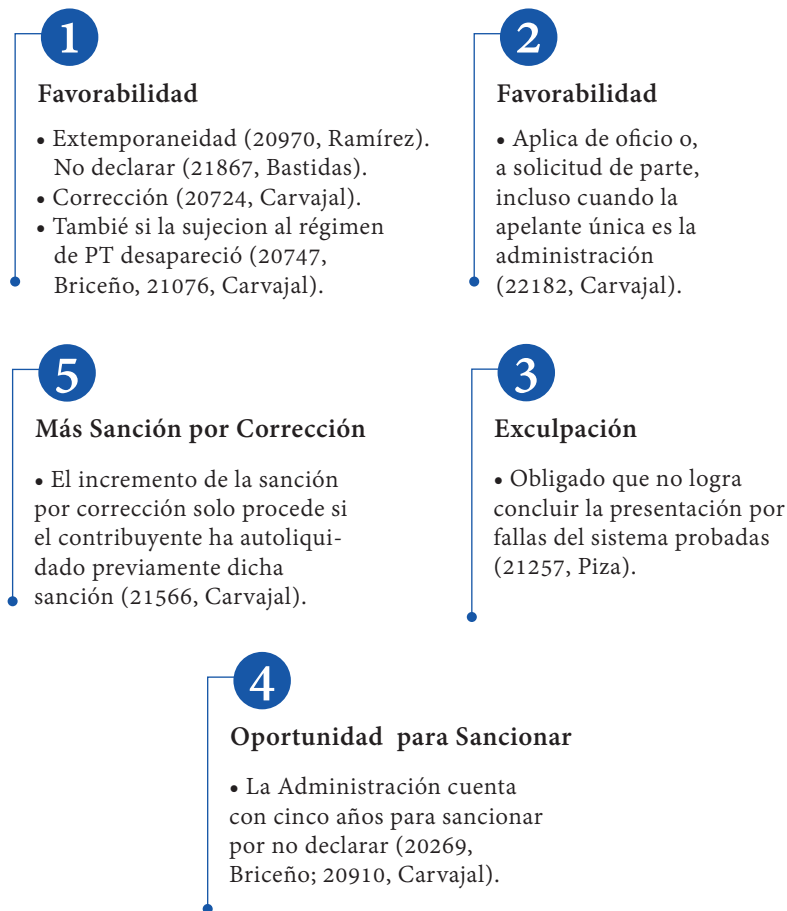 1
Favorabilidad
• Extemporaneidad (20970, Ramírez).
No declarar (21867, Bastidas).
• Corrección (20724, Carvajal).
• Tambié si la sujecion al régimen
de PT desapareció (20747,
Briceño, 21076, Carvajal).
2
Favorabilidad
• Aplica de oficio o,
a solicitud de parte,
incluso cuando la
apelante única es la
administración
(22182, Carvajal).
5
Más Sanción por Corrección
• El incremento de la sanción
por corrección solo procede si
el contribuyente ha autoliqui-
dado previamente dicha
sanción (21566, Carvajal).
3
Exculpación
• Obligado que no logra
concluir la presentación por
fallas del sistema probadas
(21257, Piza).
4
Oportunidad  para Sancionar
• La Administración cuenta
con cinco años para sancionar
por no declarar (20269,
Briceño; 20910, Carvajal).